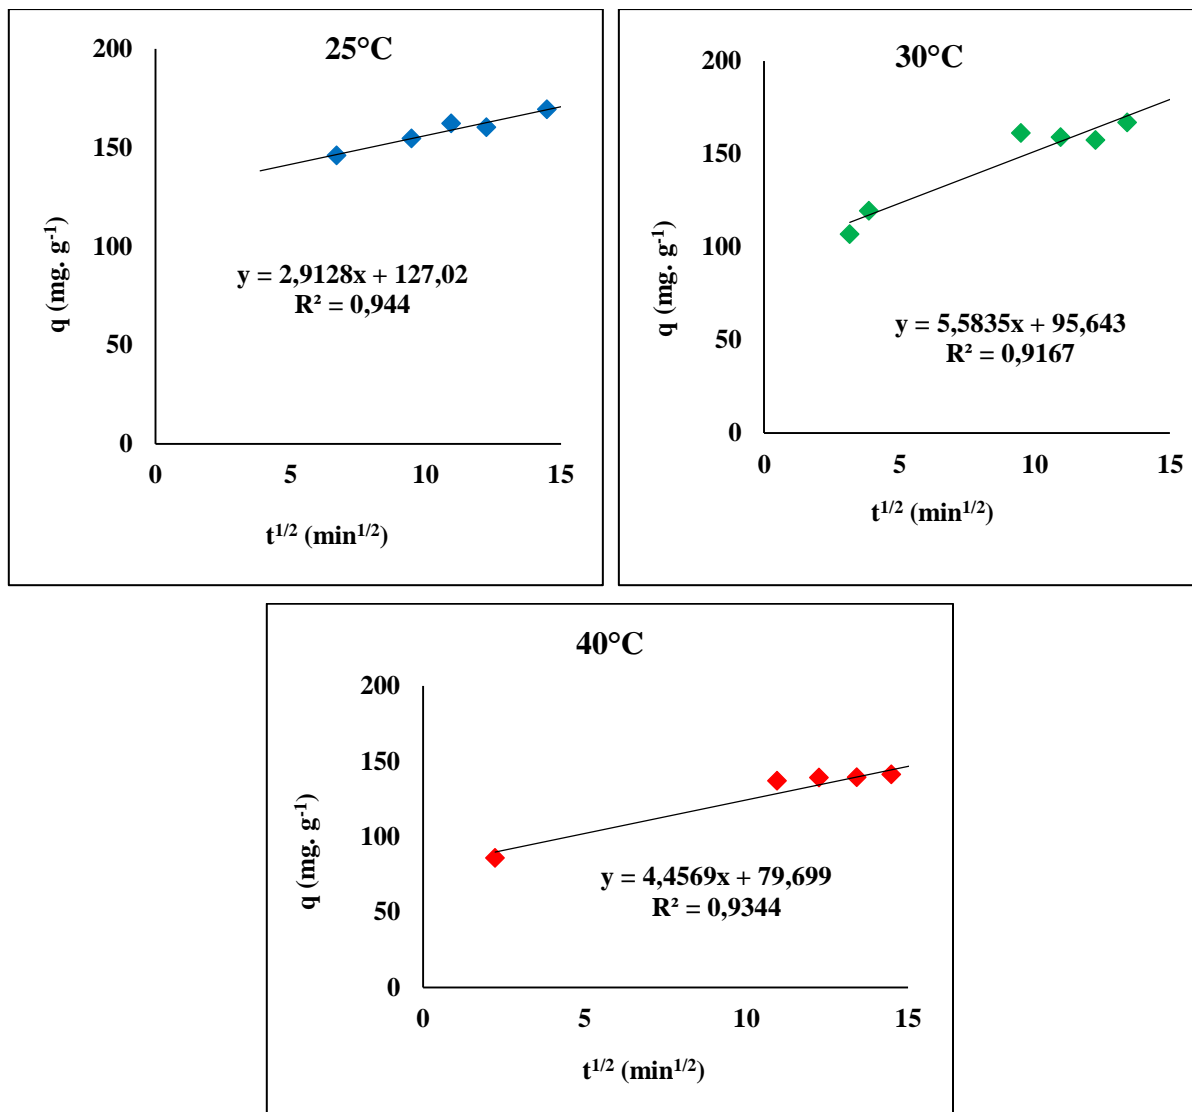 25°C
200
150
100
50
0
q (mg. g⁻¹)
y = 2,9128x + 127,02
R² = 0,944
0 5 10 15
t¹/² (min¹/²)
30°C
200
150
100
50
0
q (mg. g⁻¹)
y = 5,5835x + 95,643
R² = 0,9167
0 5 10 15
t¹/² (min¹/²)
40°C
200
150
100
50
0
q (mg. g⁻¹)
y = 4,4569x + 79,699
R² = 0,9344
0 5 10 15
t¹/² (min¹/²)